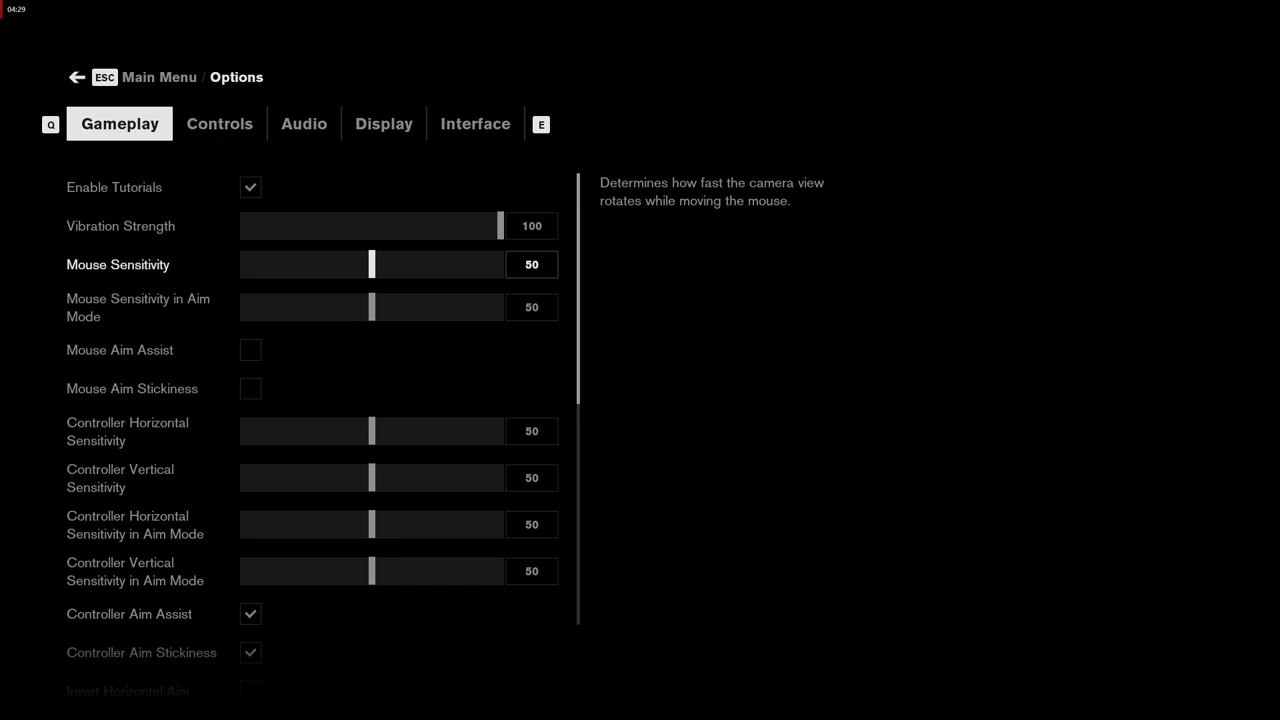 04:29
ESC Main Menu / Options
Q Gameplay Controls Audio Display Interface E
Enable Tutorials
Vibration Strength 100
Mouse Sensitivity 50
Mouse Sensitivity in Aim
Mode
50
Mouse Aim Assist
Mouse Aim Stickiness
Controller Horizontal
Sensitivity
50
Controller Vertical
Sensitivity
50
Controller Horizontal
Sensitivity in Aim Mode
50
Controller Vertical
Sensitivity in Aim Mode
50
Controller Aim Assist
Controller Aim Stickiness
Invert Horizontal Aim
Determines how fast the camera view
rotates while moving the mouse.